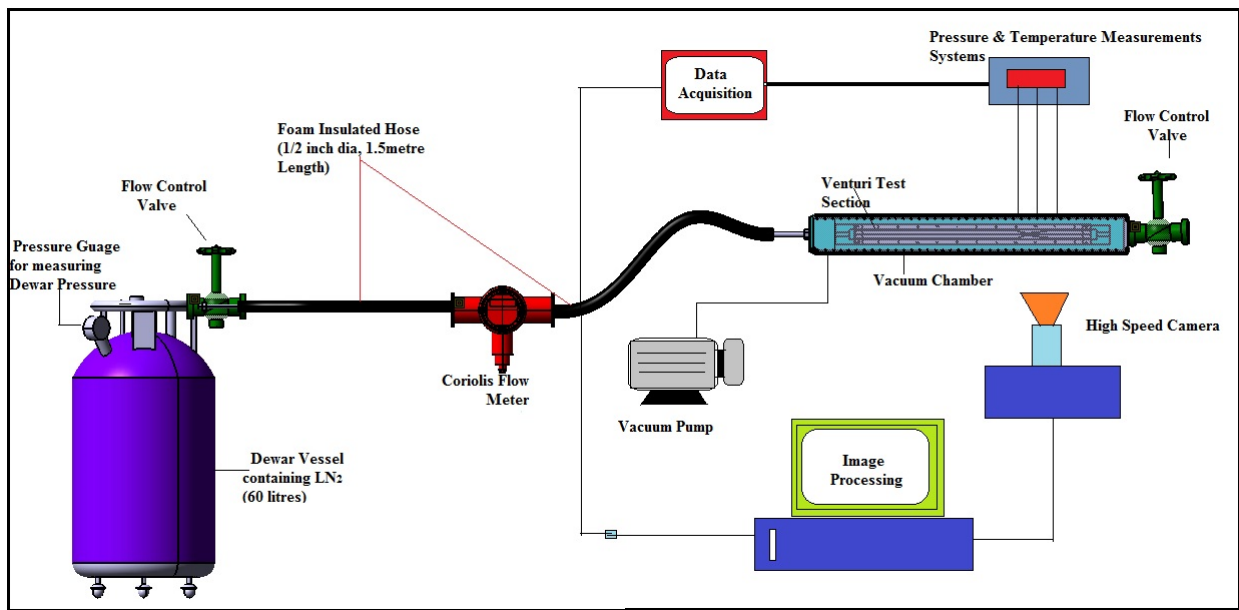 Pressure & Temperature Measurements
Systems
Data
Acquisition
Flow Control
Valve
Foam Insulated Hose
(1/2 inch dia, 1.5metre
Length)
Flow Control
Valve
Venturi Test
Section
Pressure Guage
for measuring
Dewar Pressure
Vacuum Chamber
High Speed Camera
Coriolis Flow
Meter
Vacuum Pump
Dewar Vessel
containing LN2
(60 litres)
Image
Processing